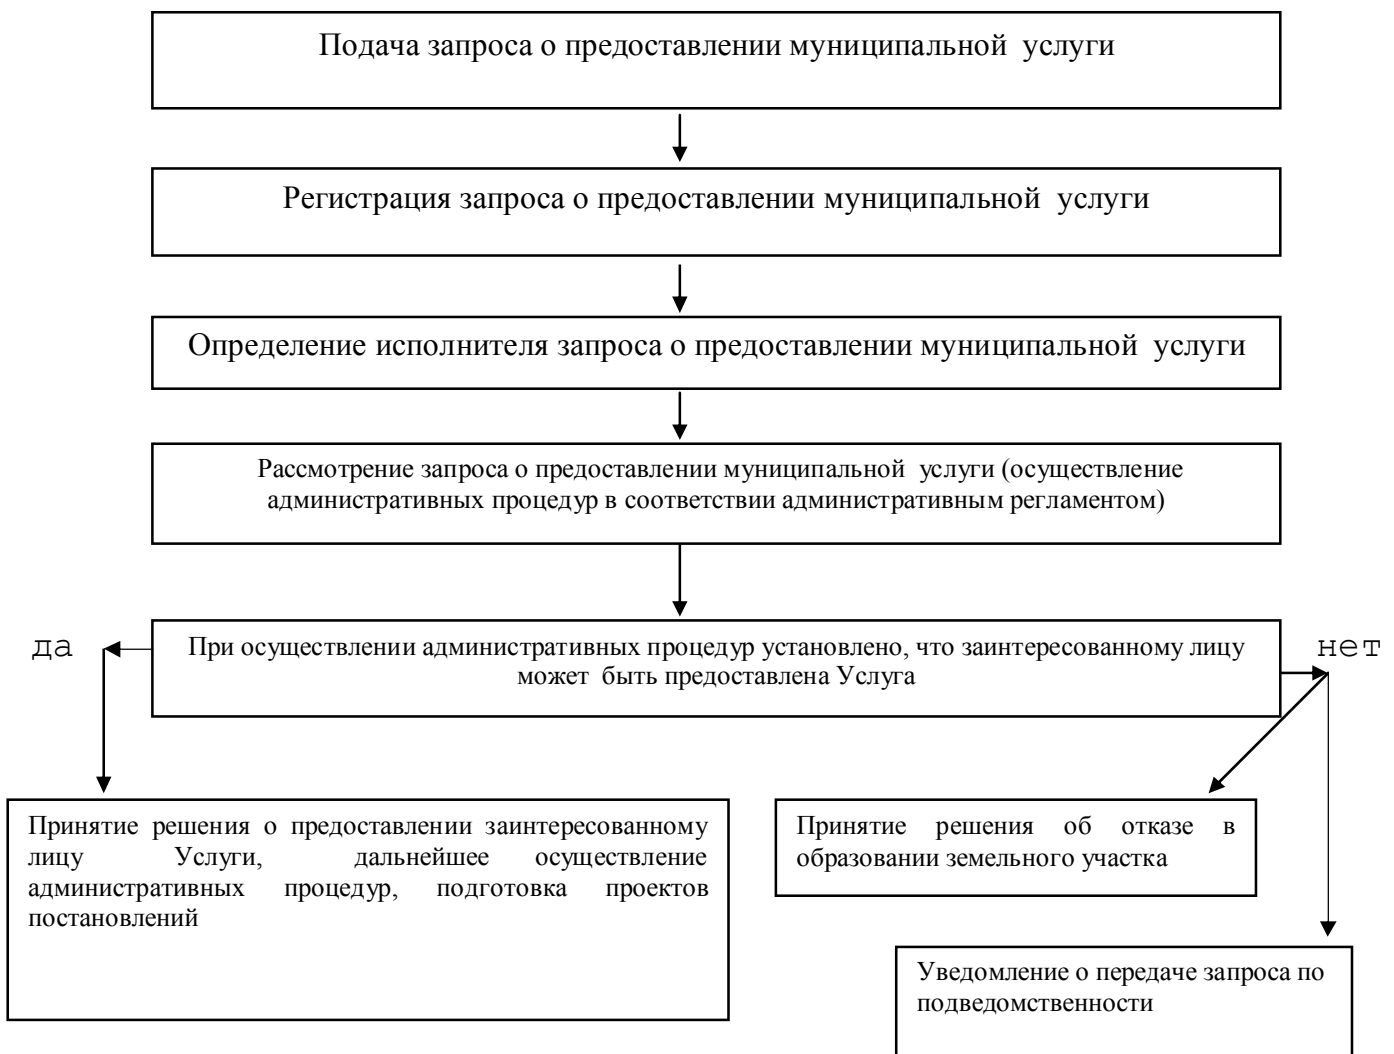 Подача запроса о предоставлении муниципальной услуги
Регистрация запроса о предоставлении муниципальной услуги
Определение исполнителя запроса о предоставлении муниципальной услуги
Рассмотрение запроса о предоставлении муниципальной услуги (осуществление
административных процедур в соответствии административным регламентом)
да
При осуществлении административных процедур установлено, что заинтересованному лицу
может быть предоставлена Услуга
нет
Принятие решения о предоставлении заинтересованному
лицу Услуги, дальнейшее осуществление
административных процедур, подготовка проектов
постановлений
Принятие решения об отказе в
образовании земельного участка
Уведомление о передаче запроса по
подведомственности